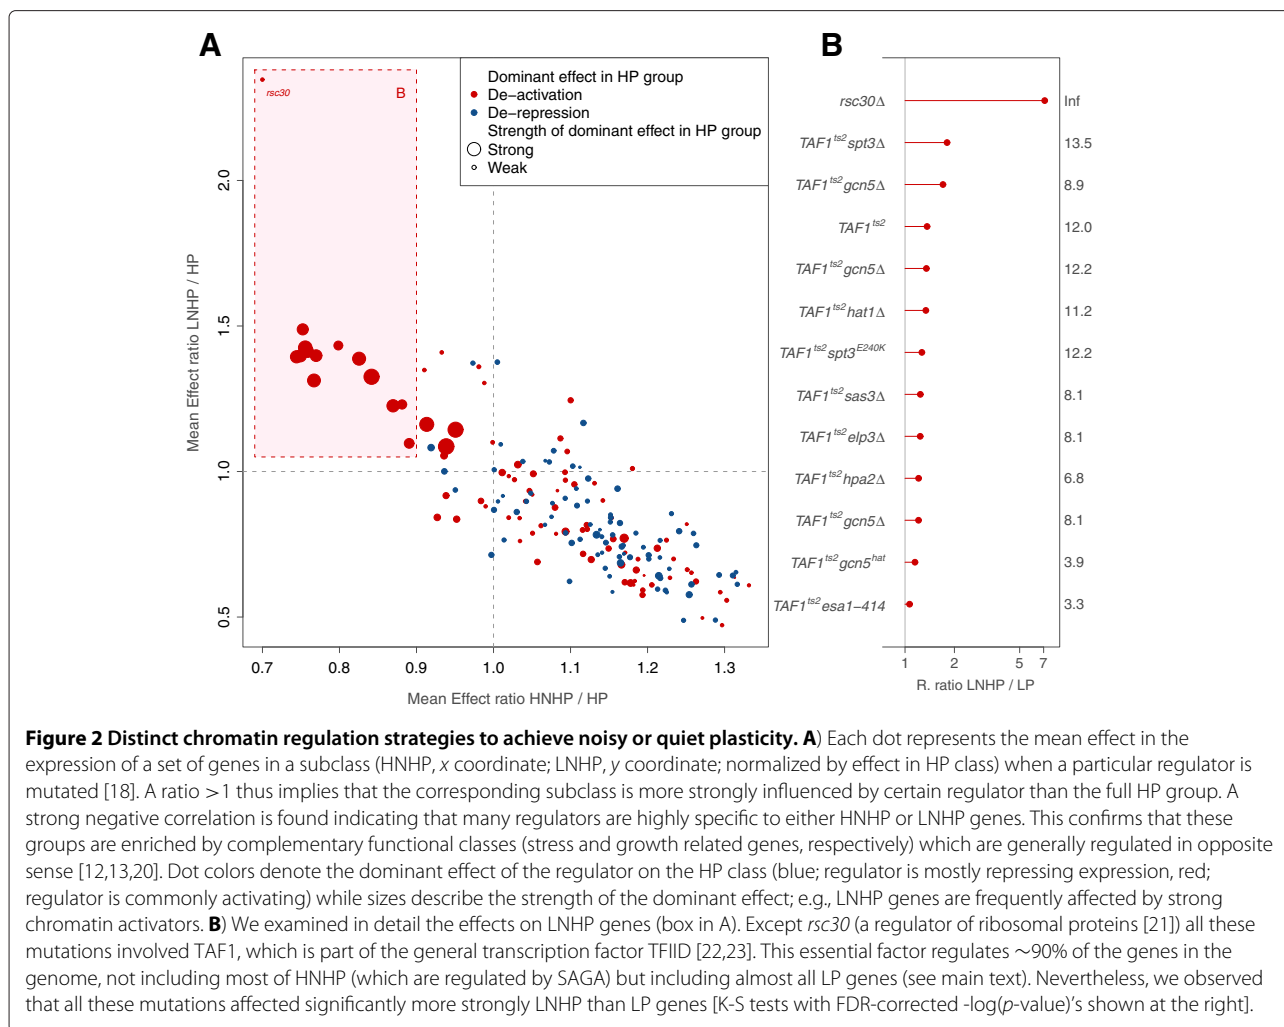 A
B
rsc30
B
Dominant effect in HP group
De−activation
De−repression
Strength of dominant effect in HP group
Strong
Weak
Mean Effect ratio LNHP / HP
2.0
1.5
1.0
0.5
0.7 0.8 0.9 1.0 1.1 1.2 1.3
Mean Effect ratio HNHP / HP
rsc30Δ Inf
TAF1ts2spt3Δ 13.5
TAF1ts2gcn5Δ 8.9
TAF1ts2 12.0
TAF1ts2gcn5Δ 12.2
TAF1ts2hat1Δ 11.2
TAF1ts2spt3E240K 12.2
TAF1ts2sas3Δ 8.1
TAF1ts2elp3Δ 8.1
TAF1ts2hpa2Δ 6.8
TAF1ts2gcn5Δ 8.1
TAF1ts2gcn5hat 3.9
TAF1ts2esa1−414 3.3
1 2 5 7
R. ratio LNHP / LP
Figure 2 Distinct chromatin regulation strategies to achieve noisy or quiet plasticity. A) Each dot represents the mean effect in the
expression of a set of genes in a subclass (HNHP, x coordinate; LNHP, y coordinate; normalized by effect in HP class) when a particular regulator is
mutated [18]. A ratio >1 thus implies that the corresponding subclass is more strongly influenced by certain regulator than the full HP group. A
strong negative correlation is found indicating that many regulators are highly specific to either HNHP or LNHP genes. This confirms that these
groups are enriched by complementary functional classes (stress and growth related genes, respectively) which are generally regulated in opposite
sense [12,13,20]. Dot colors denote the dominant effect of the regulator on the HP class (blue; regulator is mostly repressing expression, red;
regulator is commonly activating) while sizes describe the strength of the dominant effect; e.g., LNHP genes are frequently affected by strong
chromatin activators. B) We examined in detail the effects on LNHP genes (box in A). Except rsc30 (a regulator of ribosomal proteins [21]) all these
mutations involved TAF1, which is part of the general transcription factor TFIID [22,23]. This essential factor regulates ∼90% of the genes in the
genome, not including most of HNHP (which are regulated by SAGA) but including almost all LP genes (see main text). Nevertheless, we observed
that all these mutations affected significantly more strongly LNHP than LP genes [K-S tests with FDR-corrected -log(p-value)'s shown at the right].